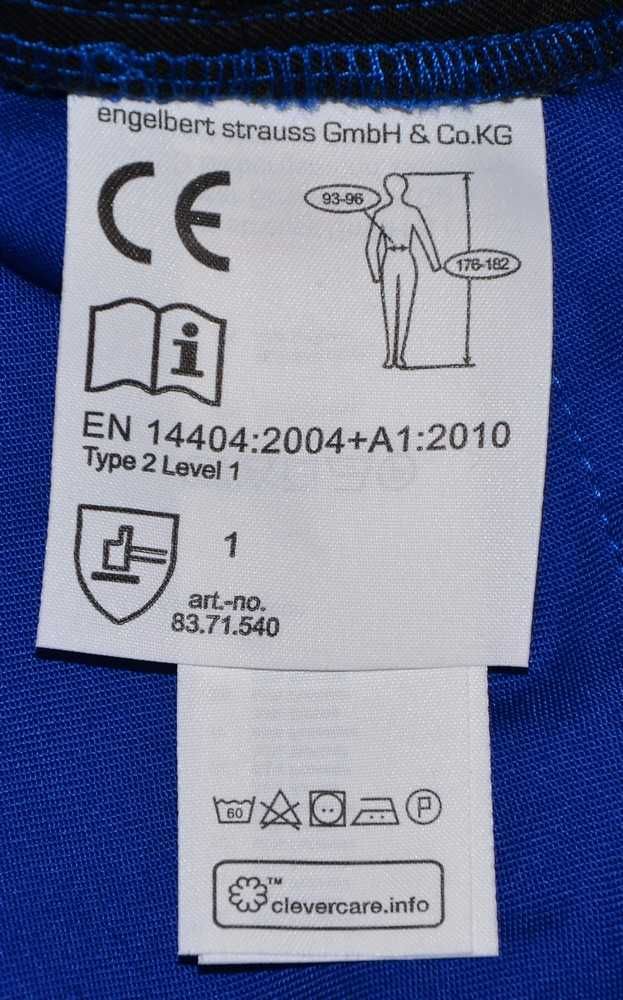 engelbert strauss GmbH & Co.KG
CE
93-96
176-182
i
EN 14404:2004+A1:2010
Type 2 Level 1
1
art.-no.
83.71.540
60
P
™
clevercare.info